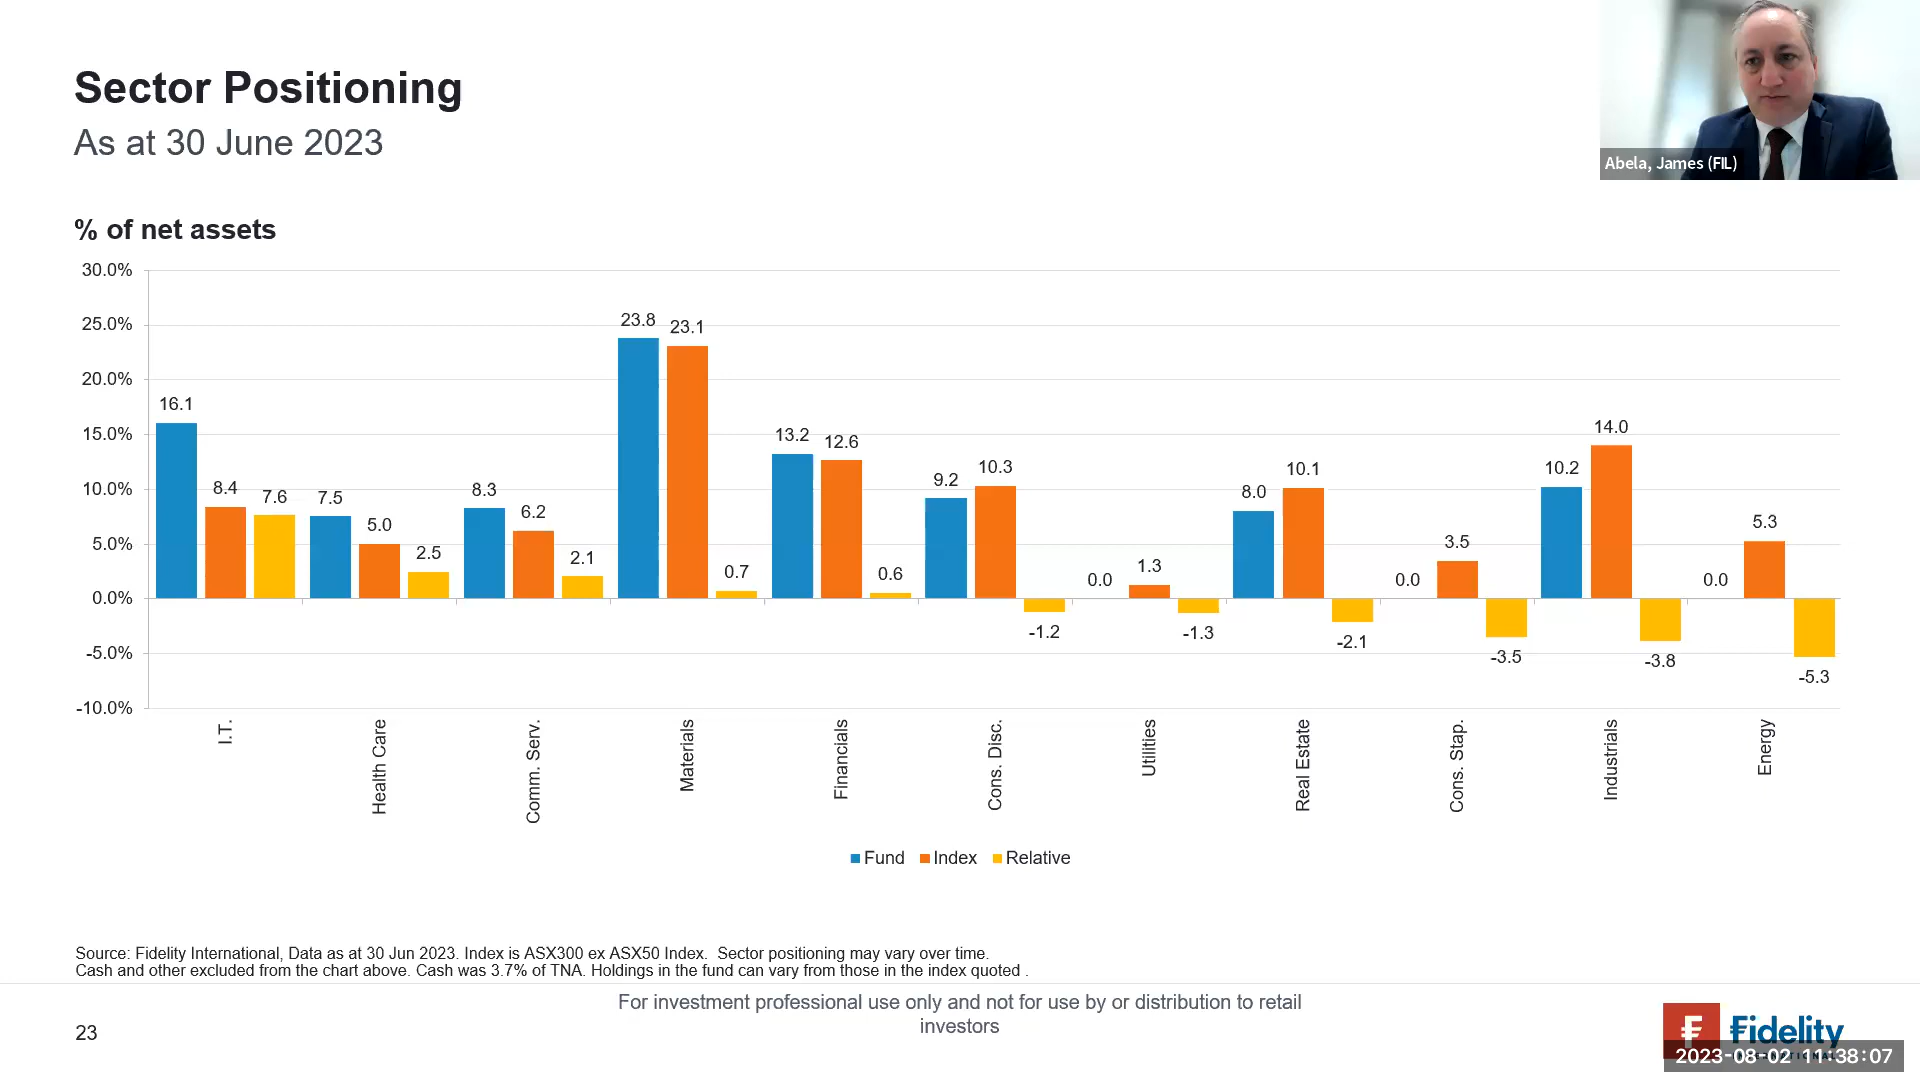 Sector Positioning
As at 30 June 2023
Abela, James (FIL)
% of net assets
30.0%
25.0%
20.0%
15.0%
10.0%
5.0%
0.0%
-5.0%
-10.0%
16.1
8.4
7.6
7.5
5.0
2.5
8.3
6.2
2.1
23.8
23.1
0.7
13.2
12.6
0.6
9.2
10.3
-1.2
0.0
1.3
-1.3
8.0
10.1
-2.1
0.0
3.5
-3.5
10.2
14.0
-3.8
0.0
5.3
-5.3
I.T.
Health Care
Comm. Serv.
Materials
Financials
Cons. Disc.
Utilities
Real Estate
Cons. Stap.
Industrials
Energy
Fund
Index
Relative
Source: Fidelity International, Data as at 30 Jun 2023. Index is ASX300 ex ASX50 Index.  Sector positioning may vary over time.
Cash and other excluded from the chart above. Cash was 3.7% of TNA. Holdings in the fund can vary from those in the index quoted .
For investment professional use only and not for use by or distribution to retail
investors
23
Fidelity
2023-08-02 11:38:07